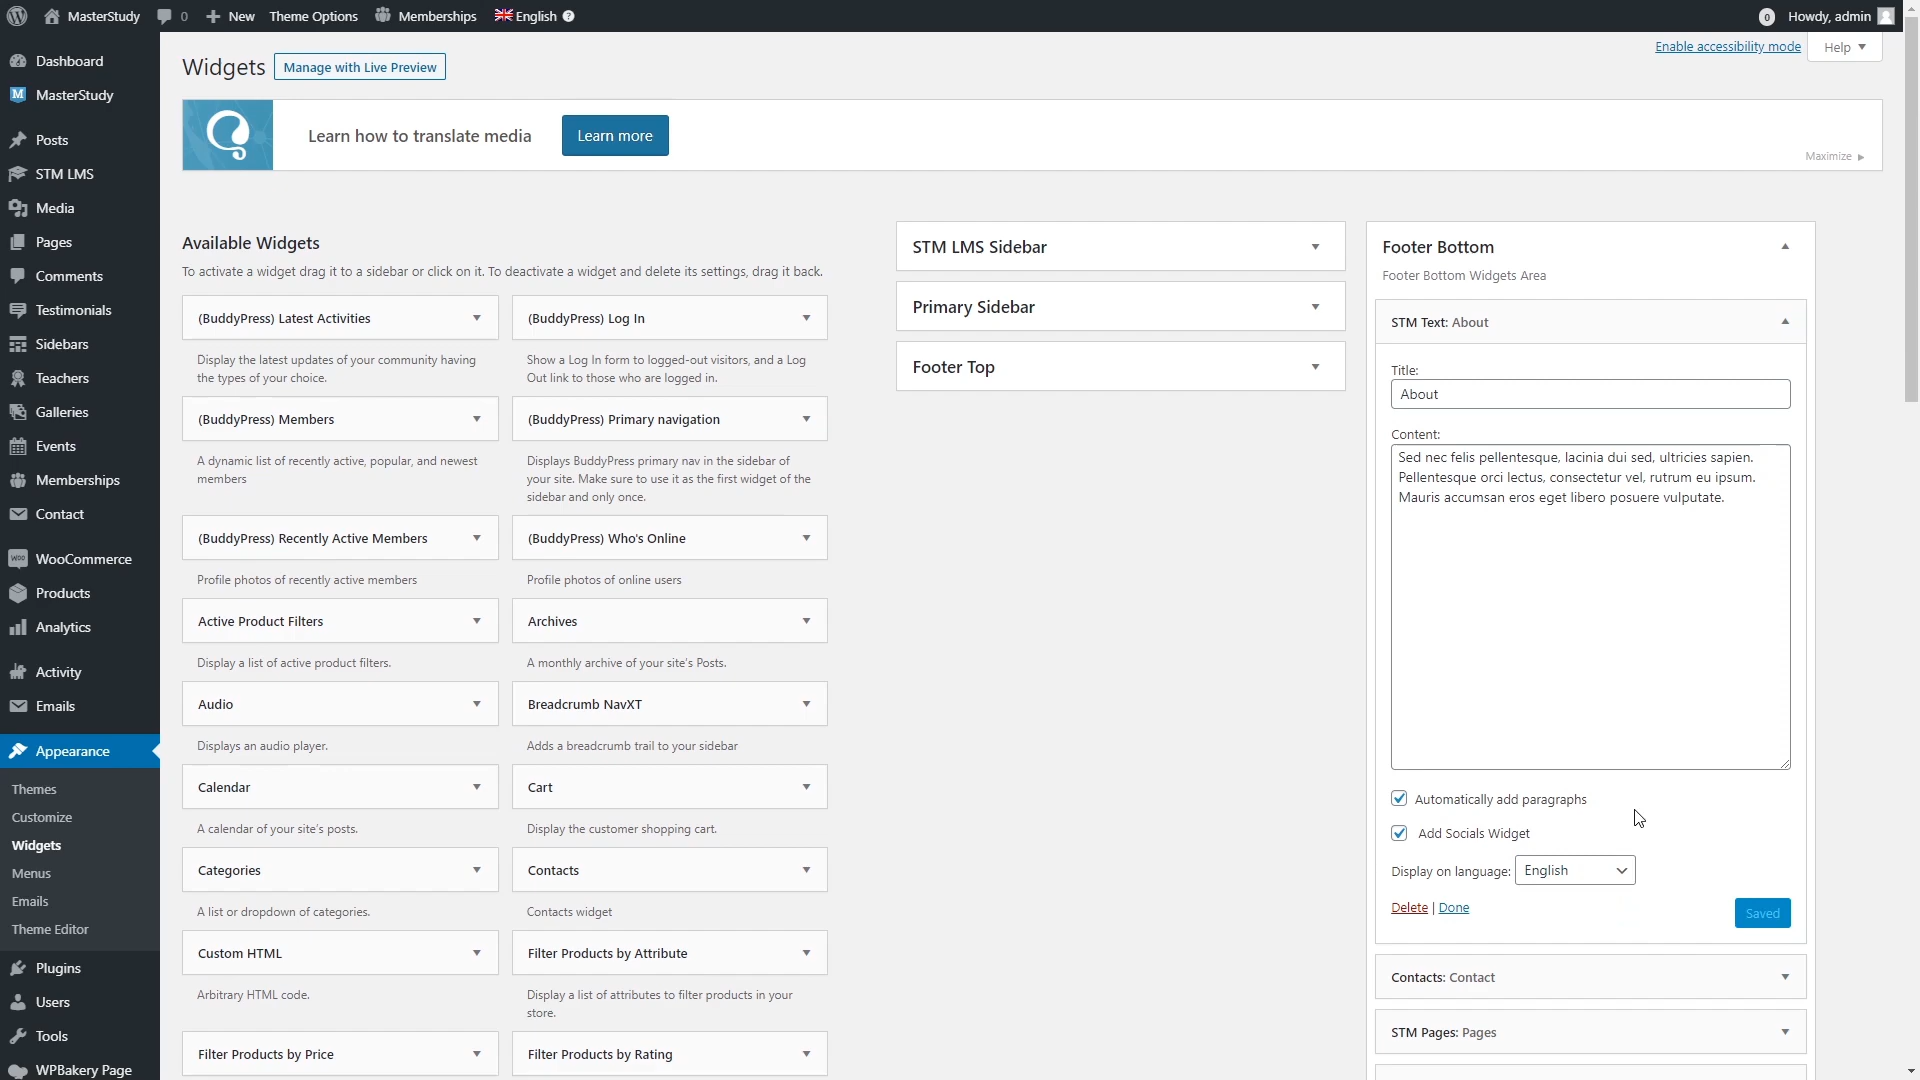 MasterStudy
0
New
Theme Options
Memberships
English
0
Howdy, admin
Dashboard
MasterStudy
Posts
STM LMS
Media
Pages
Comments
Testimonials
Sidebars
Teachers
Galleries
Events
Memberships
Contact
WooCommerce
Products
Analytics
Activity
Emails
Appearance
Themes
Customize
Widgets
Menus
Emails
Theme Editor
Plugins
Users
Tools
WPBakery Page
Widgets
Manage with Live Preview
Enable accessibility mode
Help
Learn how to translate media
Learn more
Maximize
Available Widgets
To activate a widget drag it to a sidebar or click on it. To deactivate a widget and delete its settings, drag it back.
(BuddyPress) Latest Activities
Display the latest updates of your community having
the types of your choice.
(BuddyPress) Log In
Show a Log In form to logged-out visitors, and a Log
Out link to those who are logged in.
(BuddyPress) Members
A dynamic list of recently active, popular, and newest
members
(BuddyPress) Primary navigation
Displays BuddyPress primary nav in the sidebar of
your site. Make sure to use it as the first widget of the
sidebar and only once.
(BuddyPress) Recently Active Members
Profile photos of recently active members
(BuddyPress) Who's Online
Profile photos of online users
Active Product Filters
Display a list of active product filters.
Archives
A monthly archive of your site's Posts.
Audio
Displays an audio player.
Breadcrumb NavXT
Adds a breadcrumb trail to your sidebar
Calendar
A calendar of your site's posts.
Cart
Display the customer shopping cart.
Categories
A list or dropdown of categories.
Contacts
Contacts widget
Custom HTML
Arbitrary HTML code.
Filter Products by Attribute
Display a list of attributes to filter products in your
store.
Filter Products by Price
Filter Products by Rating
STM LMS Sidebar
Primary Sidebar
Footer Top
Footer Bottom
Footer Bottom Widgets Area
STM Text: About
Title:
About
Content:
Sed nec felis pellentesque, lacinia dui sed, ultricies sapien.
Pellentesque orci lectus, consectetur vel, rutrum eu ipsum.
Mauris accumsan eros eget libero posuere vulputate.
Automatically add paragraphs
Add Socials Widget
Display on language: English
Delete | Done
Saved
Contacts: Contact
STM Pages: Pages